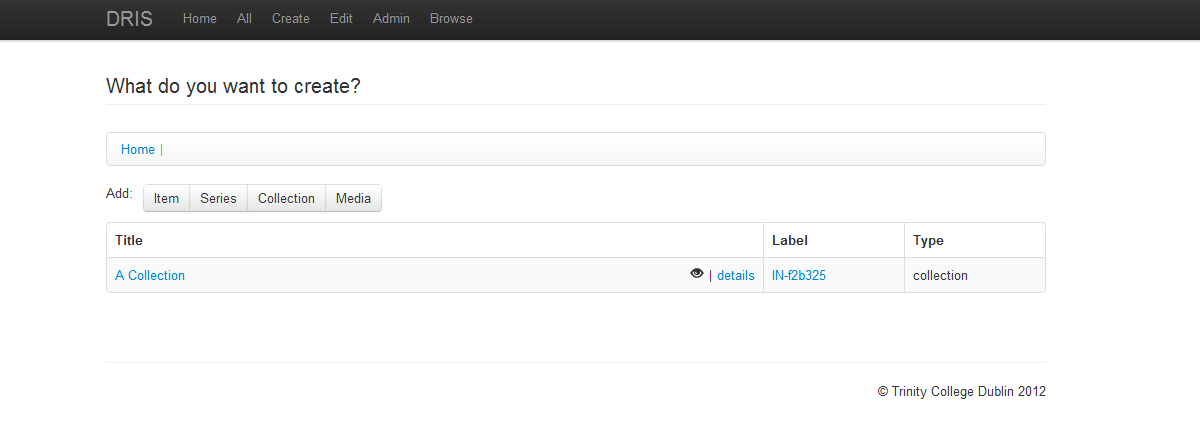 DRIS Home All Create Edit Admin Browse
What do you want to create?
Home |
Add: Item Series Collection Media
Title Label Type
A Collection | details IN-f2b325 collection
© Trinity College Dublin 2012